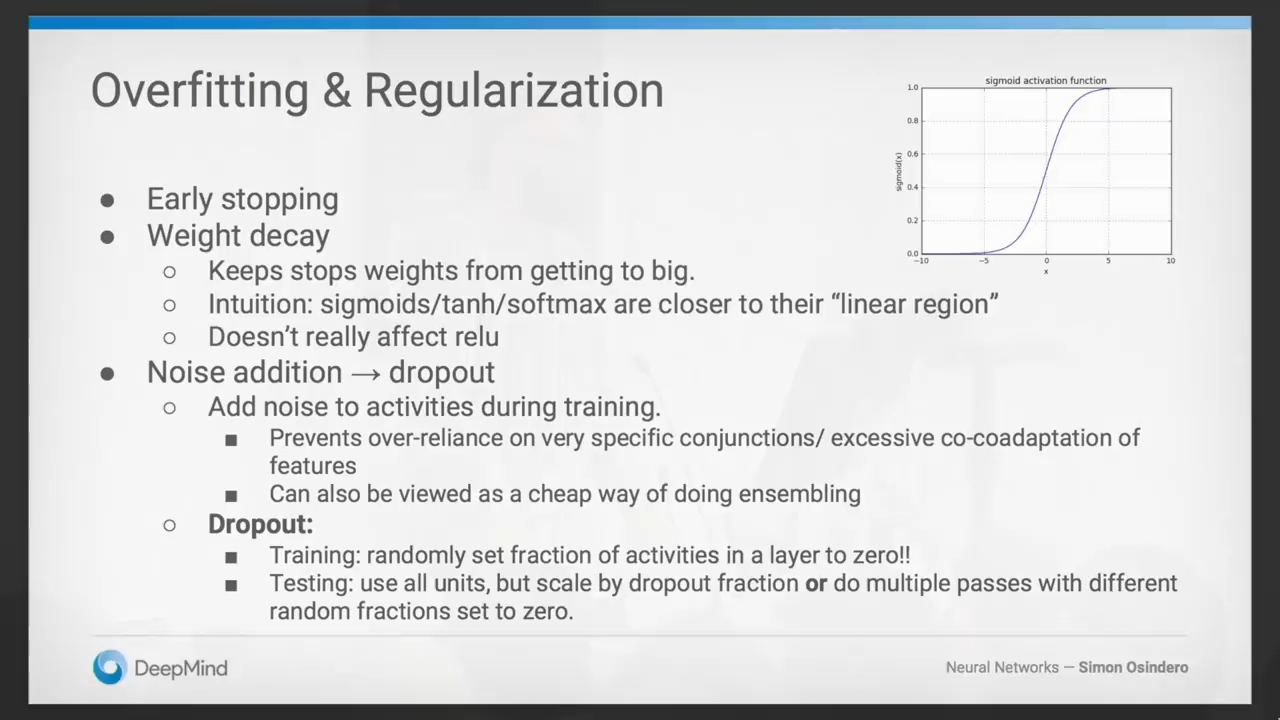 Overfitting & Regularization
sigmoid activation function
1.0
0.8
0.6
0.4
0.2
0.0
sigmoid(x)
−10
−5
0
5
10
x
● Early stopping
● Weight decay
○ Keeps stops weights from getting to big.
○ Intuition: sigmoids/tanh/softmax are closer to their “linear region”
○ Doesn’t really affect relu
● Noise addition → dropout
○ Add noise to activities during training.
■ Prevents over-reliance on very specific conjunctions/ excessive co-coadaptation of
features
■ Can also be viewed as a cheap way of doing ensembling
○ Dropout:
■ Training: randomly set fraction of activities in a layer to zero!!
■ Testing: use all units, but scale by dropout fraction or do multiple passes with different
random fractions set to zero.
DeepMind
Neural Networks — Simon Osindero